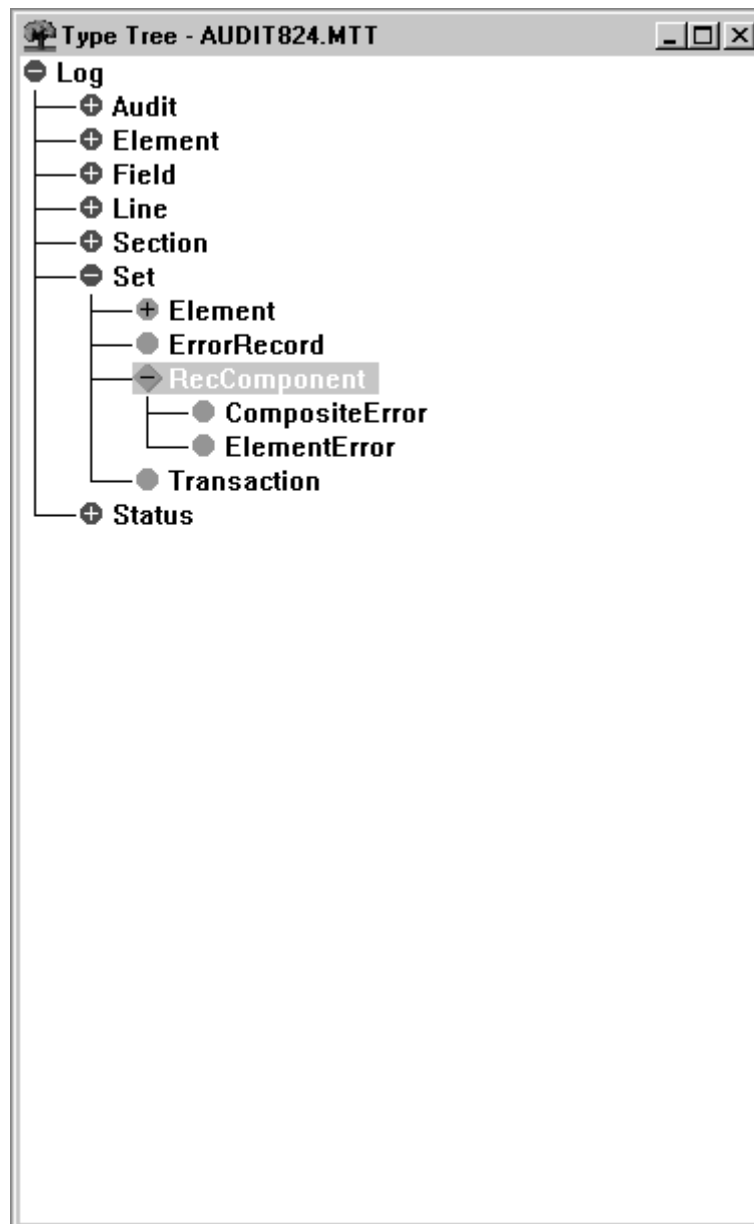 Type Tree - AUDIT824.MTT
Log
Audit
Element
Field
Line
Section
Set
Element
ErrorRecord
RecComponent
CompositeError
ElementError
Transaction
Status